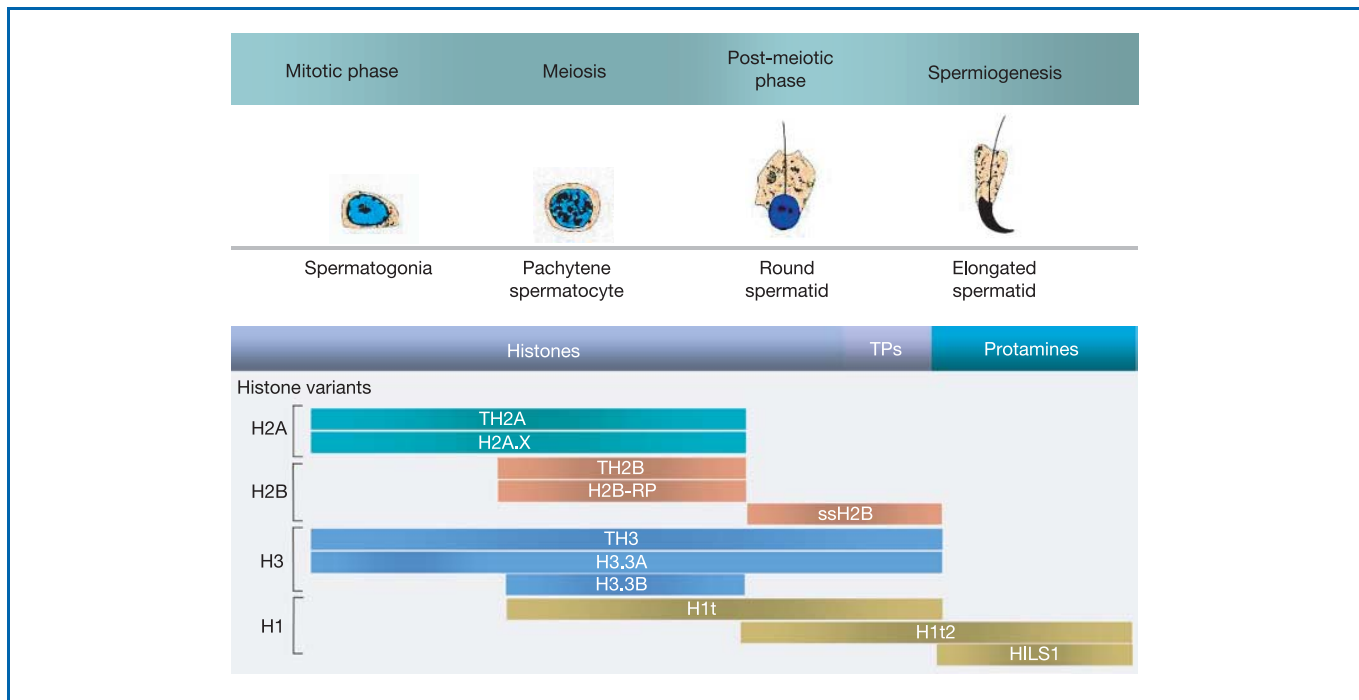 Mitotic phase
Meiosis
Post-meiotic
phase
Spermiogenesis
Spermatogonia
Pachytene
spermatocyte
Round
spermatid
Elongated
spermatid
Histones
TPs
Protamines
Histone variants
H2A
TH2A
H2A.X
H2B
TH2B
H2B-RP
ssH2B
H3
TH3
H3.3A
H3.3B
H1
H1t
H1t2
HILS1